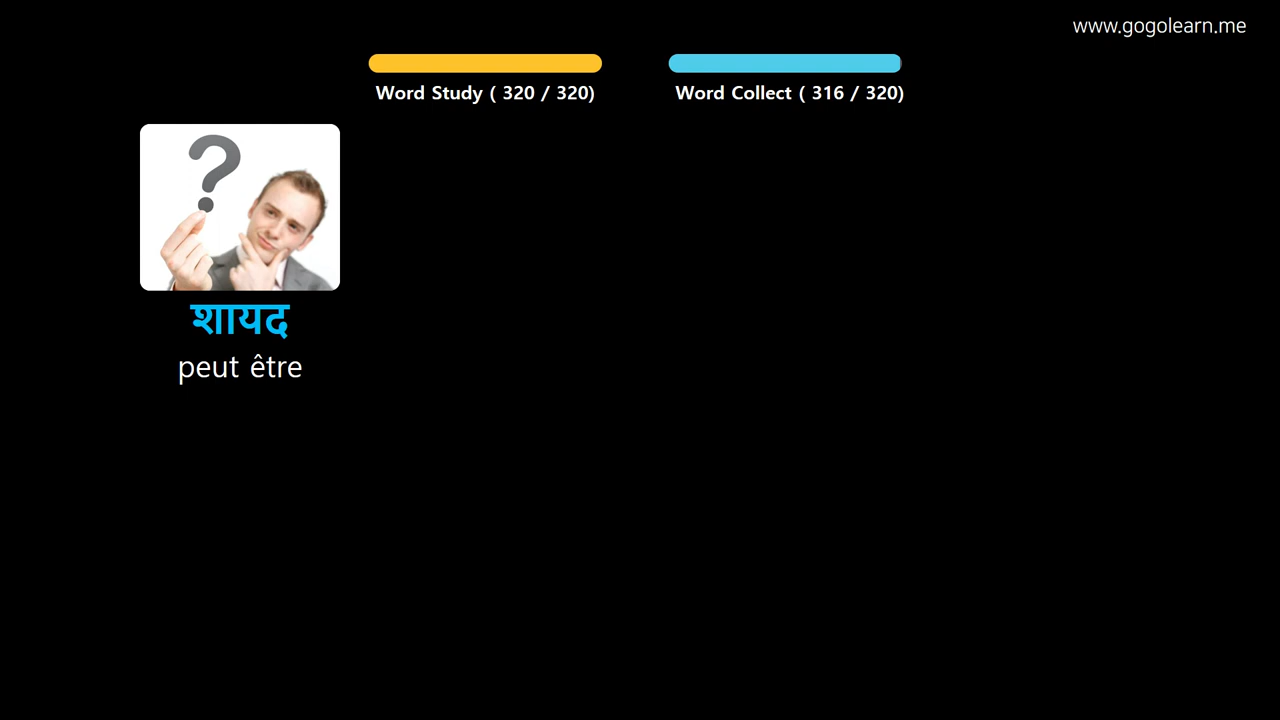 www.gogolearn.me
Word Study ( 320 / 320)
Word Collect ( 316 / 320)
शायद
peut être